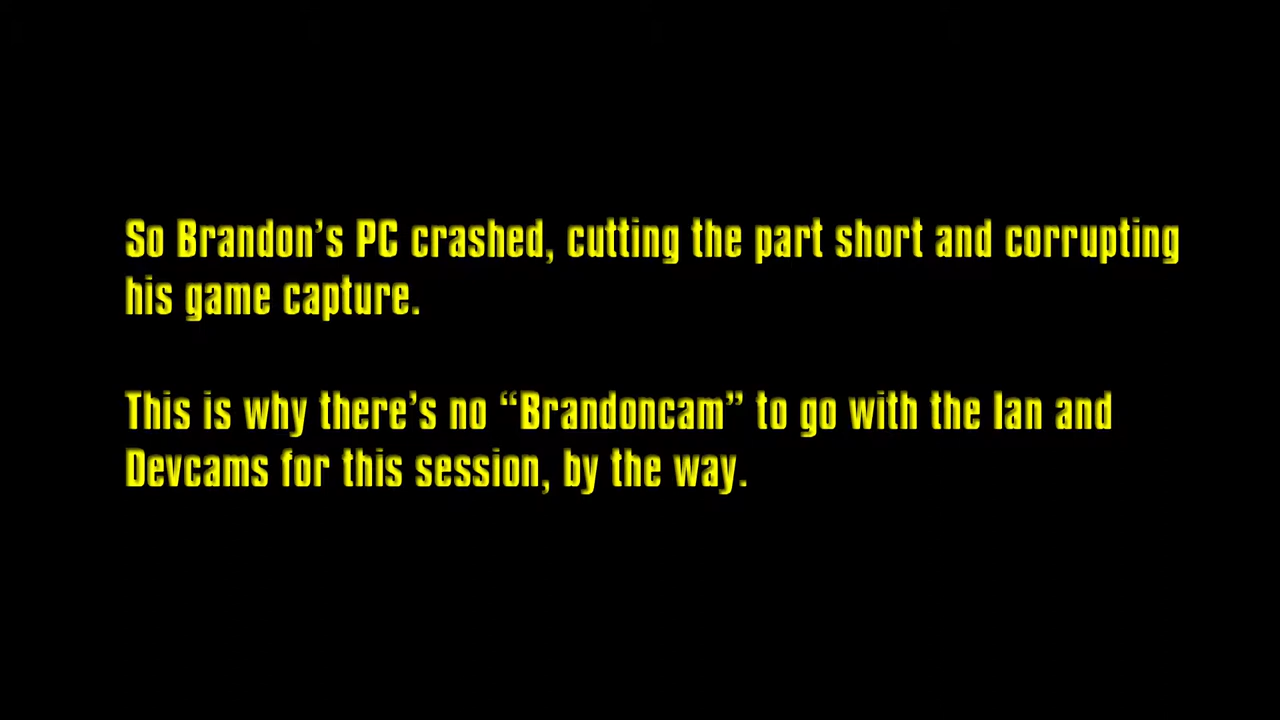 So Brandon’s PC crashed, cutting the part short and corrupting
his game capture.
This is why there’s no “Brandoncam” to go with the Ian and
Devcams for this session, by the way.